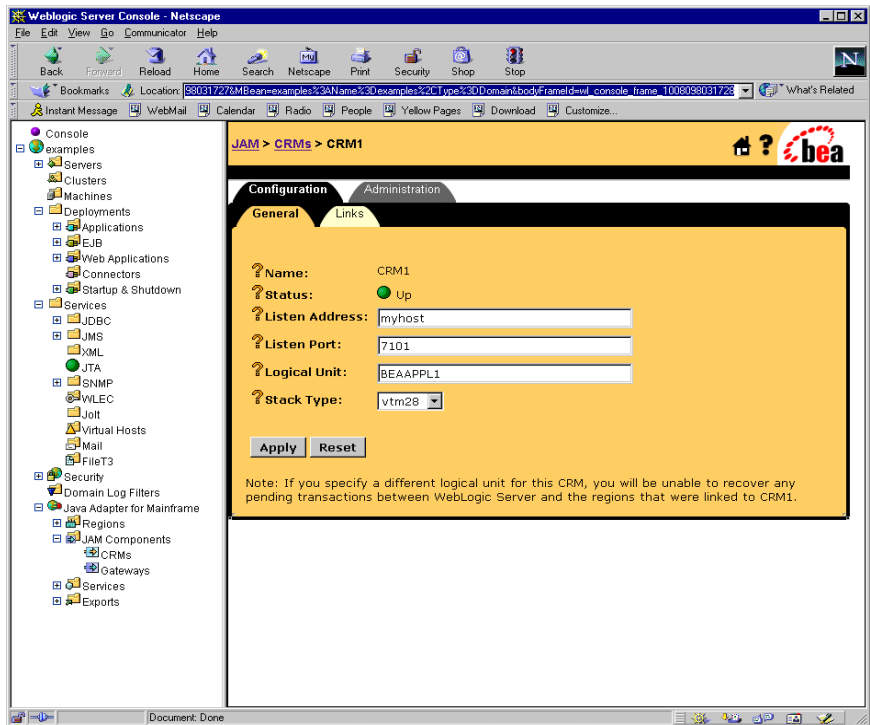 Weblogic Server Console - Netscape
File Edit View Go Communicator Help
Back Forward Reload Home Search Netscape Print Security Shop Stop
My
N
Bookmarks Location: 98031727&MBean=examples%3AName%3Dexamples%2CType%3DDomain&bodyFrameId=wl_console_frame_1008098031728 What's Related
Instant Message WebMail Calendar Radio People Yellow Pages Download Customize...
Console
examples
Servers
Clusters
Machines
Deployments
Applications
EJB
Web Applications
Connectors
Startup & Shutdown
Services
JDBC
JMS
XML
JTA
SNMP
WLEC
Jolt
Virtual Hosts
Mail
FileT3
Security
Domain Log Filters
Java Adapter for Mainframe
Regions
JAM Components
CRMs
Gateways
Services
Exports
JAM > CRMs > CRM1
? bea
Configuration Administration
General Links
? Name: CRM1
? Status: Up
? Listen Address: myhost
? Listen Port: 7101
? Logical Unit: BEAAPPL1
? Stack Type: vtm28
Apply Reset
Note: If you specify a different logical unit for this CRM, you will be unable to recover any
pending transactions between WebLogic Server and the regions that were linked to CRM1.
Document: Done